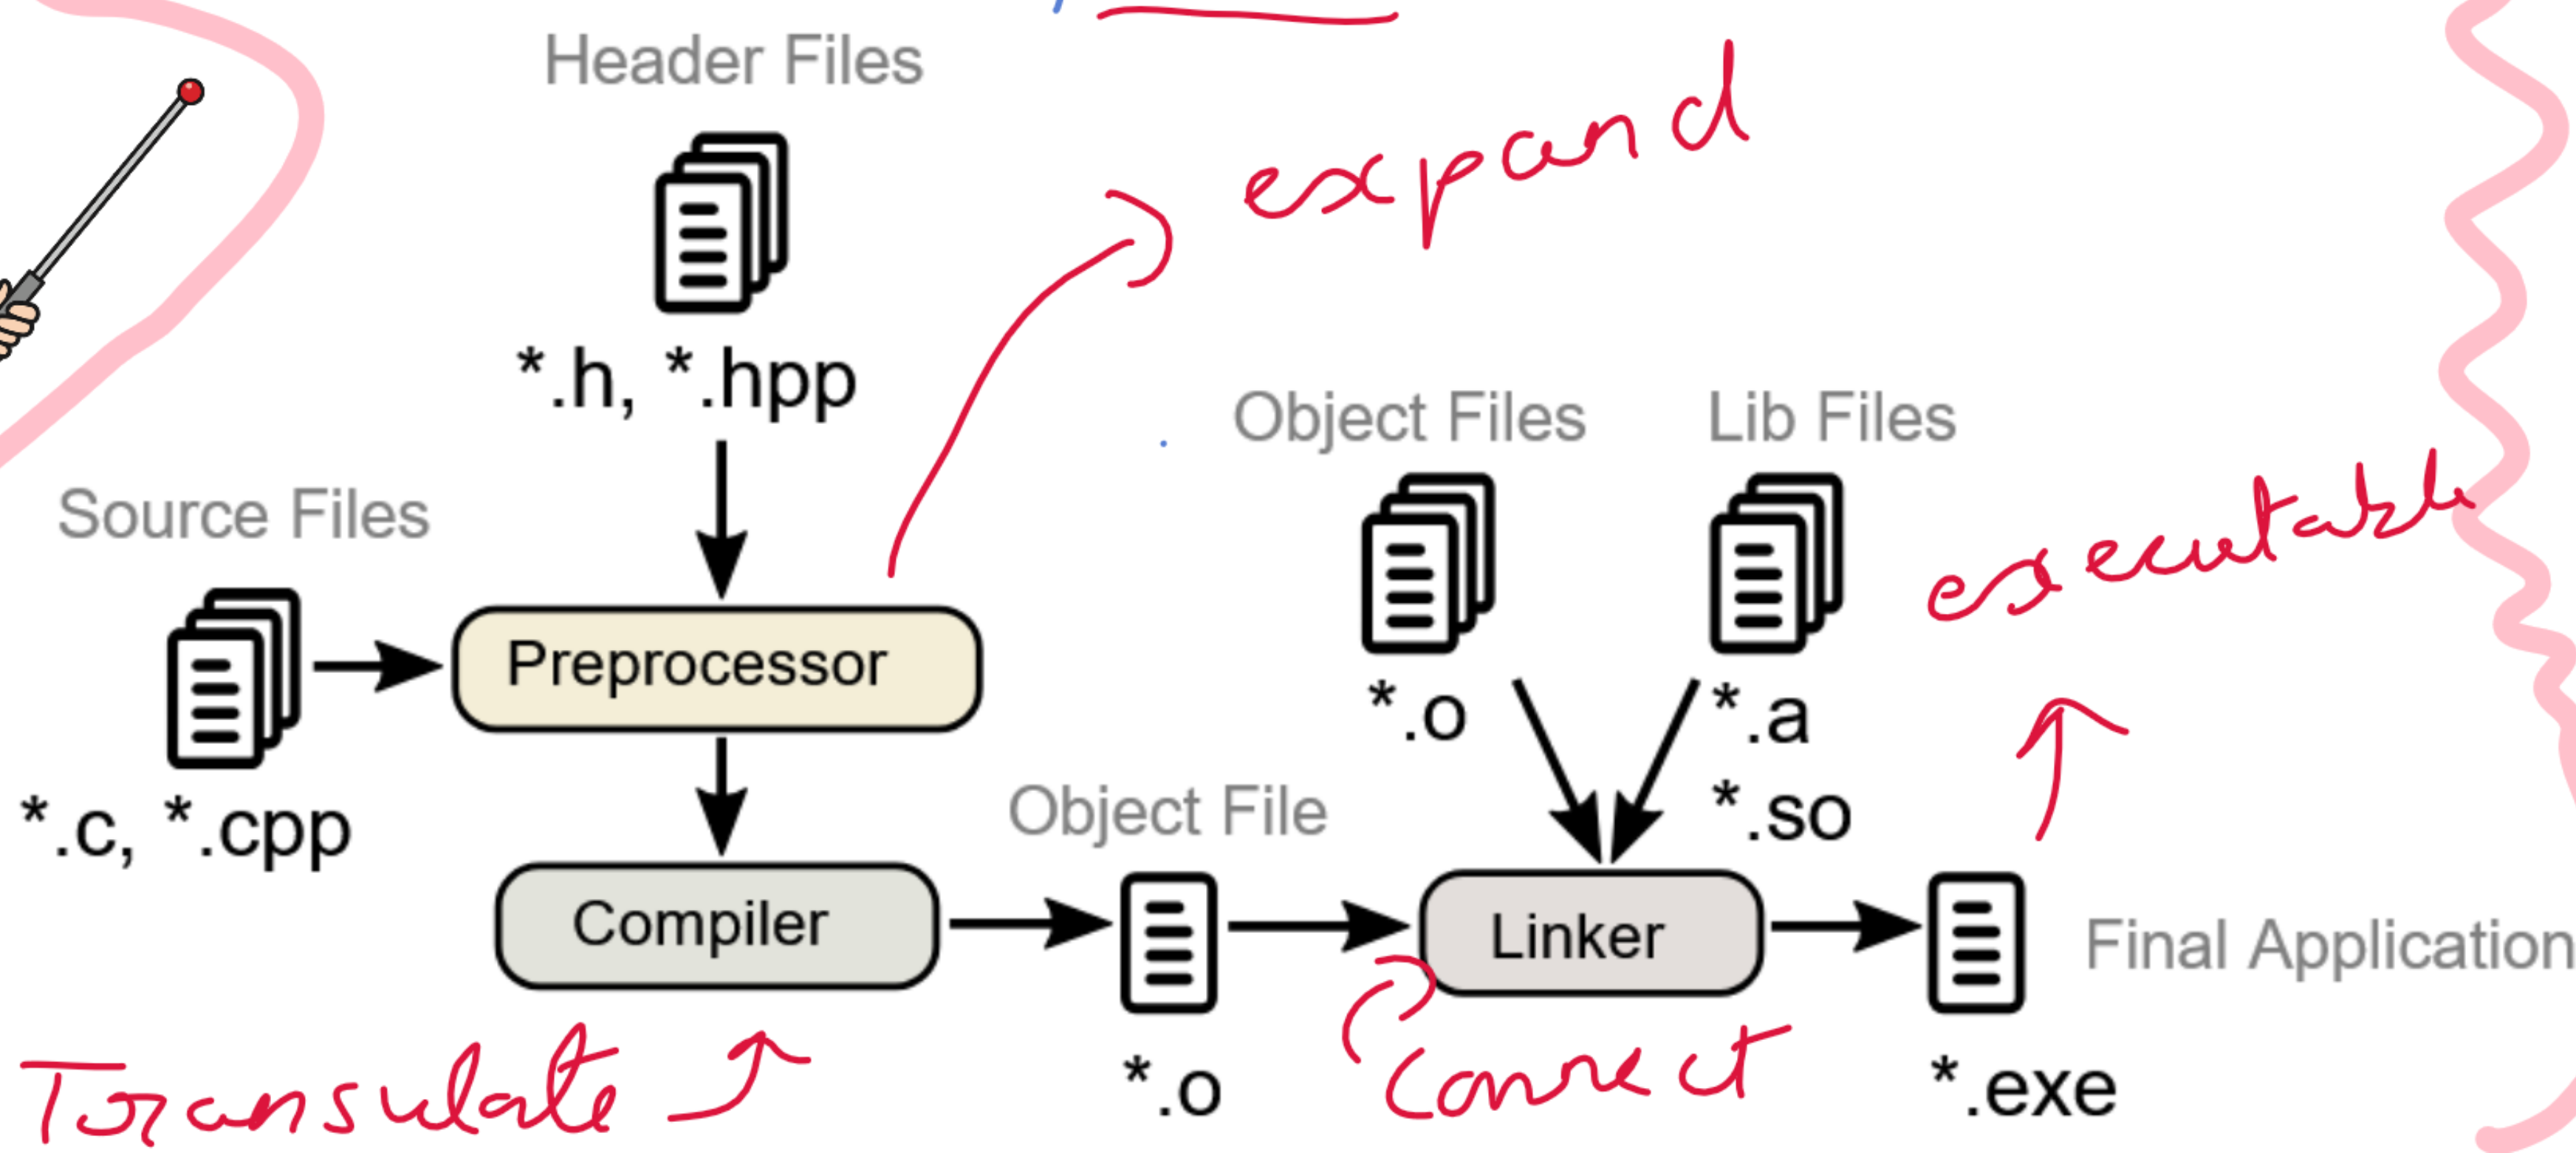 Header Files
expand
*.h, *.hpp
Object Files
Lib Files
Source Files
executable
Preprocessor
*.o
*.a
*.so
*.c, *.cpp
Object File
Compiler
Linker
Final Application
Transulate
connect
*.o
*.exe